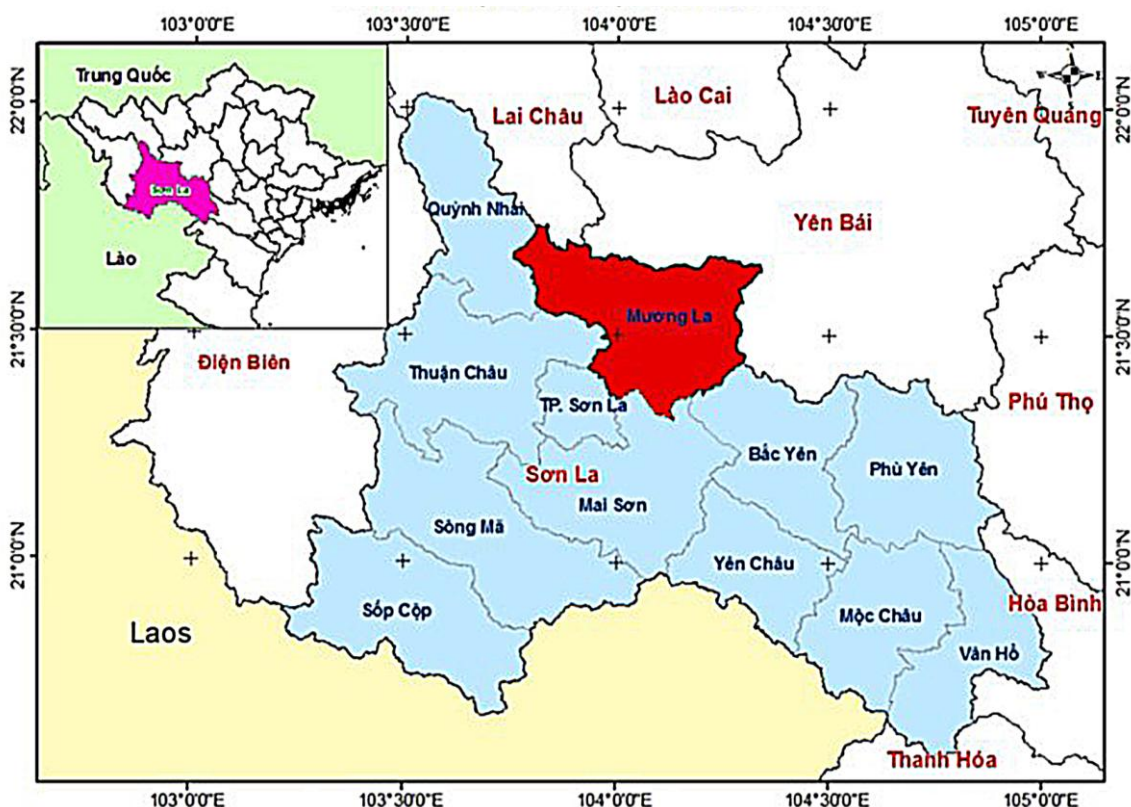 103°0'0"E 103°30'0"E 104°0'0"E 104°30'0"E 105°0'0"E
22°0'0"N
21°30'0"N
21°0'0"N
Trung Quốc
Sơn La
Lào
Lai Châu
Lào Cai
Tuyên Quảng
Quỳnh Nhai
Yên Bái
Mường La
Điện Biên
Thuận Châu
TP. Sơn La
Phú Thọ
Bắc Yên
Phù Yên
Sơn La
Mai Sơn
Sông Mã
Yên Châu
Sốp Cộp
Mộc Châu
Hòa Bình
Laos
Vân Hồ
Thanh Hóa
22°0'0"N
21°30'0"N
21°0'0"N
103°0'0"E 103°30'0"E 104°0'0"E 104°30'0"E 105°0'0"E